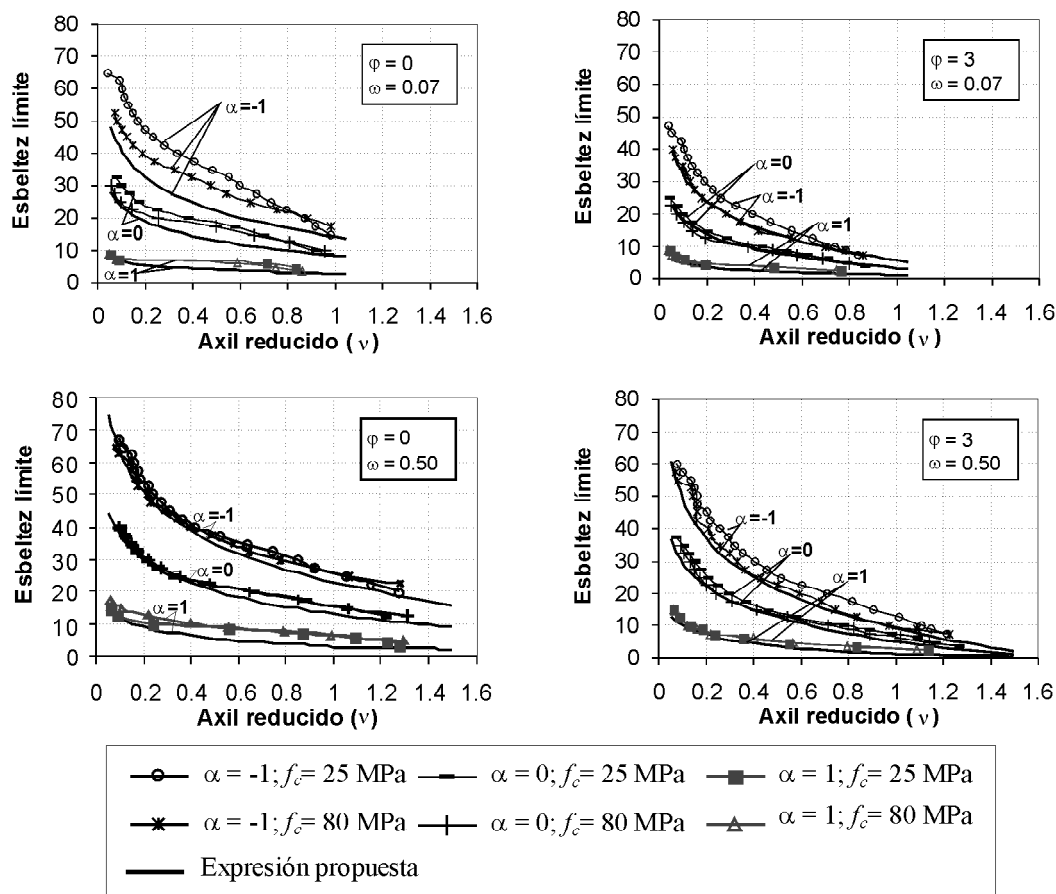 80
70
60
50
40
30
20
10
0
Esbeltez límite
φ = 0
ω = 0.07
α=-1
α=0
α=1
0 0.2 0.4 0.6 0.8 1 1.2 1.4 1.6
Axil reducido (ν)
80
70
60
50
40
30
20
10
0
Esbeltez límite
φ = 3
ω = 0.07
α=0
α=-1
α=1
0 0.2 0.4 0.6 0.8 1 1.2 1.4 1.6
Axil reducido (ν)
80
70
60
50
40
30
20
10
0
Esbeltez límite
φ = 0
ω = 0.50
α=-1
α=0
α=1
0 0.2 0.4 0.6 0.8 1 1.2 1.4 1.6
Axil reducido (ν)
80
70
60
50
40
30
20
10
0
Esbeltez límite
φ = 3
ω = 0.50
α=-1
α=0
α=1
0 0.2 0.4 0.6 0.8 1 1.2 1.4 1.6
Axil reducido (ν)
α = -1; fc= 25 MPa α = 0; fc= 25 MPa α = 1; fc= 25 MPa
α = -1; fc= 80 MPa α = 0; fc= 80 MPa α = 1; fc= 80 MPa
Expresión propuesta